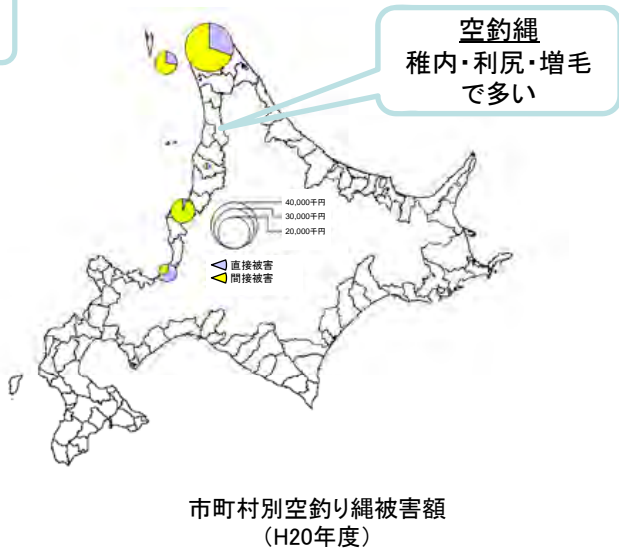 空釣縄
稚内・利尻・増毛
で多い
40,000千円
30,000千円
20,000千円
直接被害
間接被害
市町村別空釣り縄被害額
（H20年度）